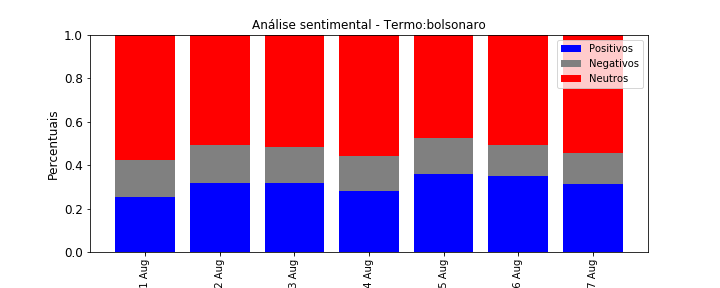 Análise sentimental - Termo:bolsonaro
Percentuais
1.0
0.8
0.6
0.4
0.2
0.0
Positivos
Negativos
Neutros
1 Aug
2 Aug
3 Aug
4 Aug
5 Aug
6 Aug
7 Aug